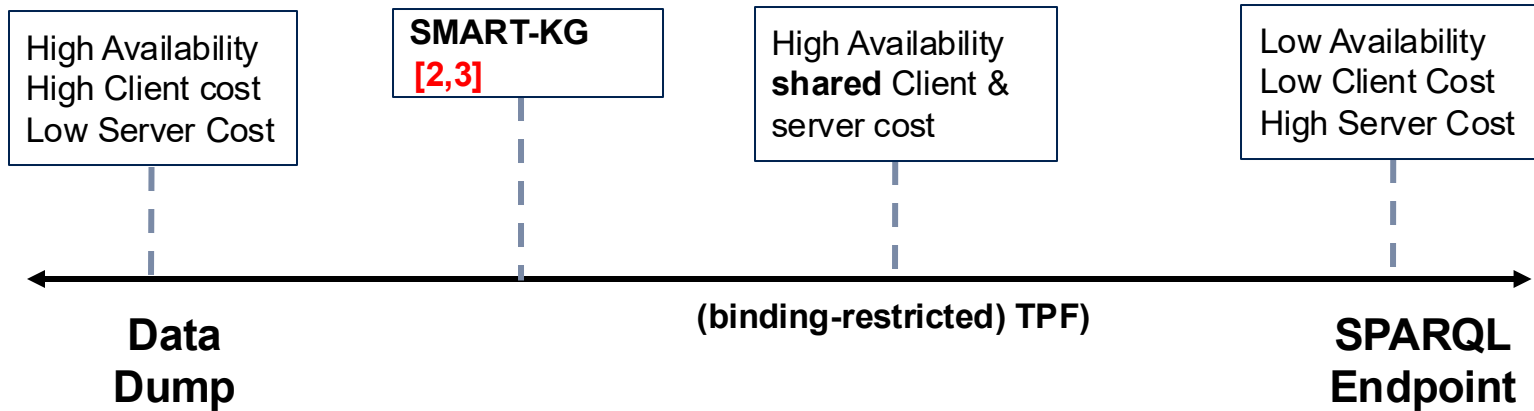 High Availability
High Client cost
Low Server Cost
SMART-KG
[2,3]
High Availability
shared Client &
server cost
Low Availability
Low Client Cost
High Server Cost
Data
Dump
(binding-restricted) TPF)
SPARQL
Endpoint